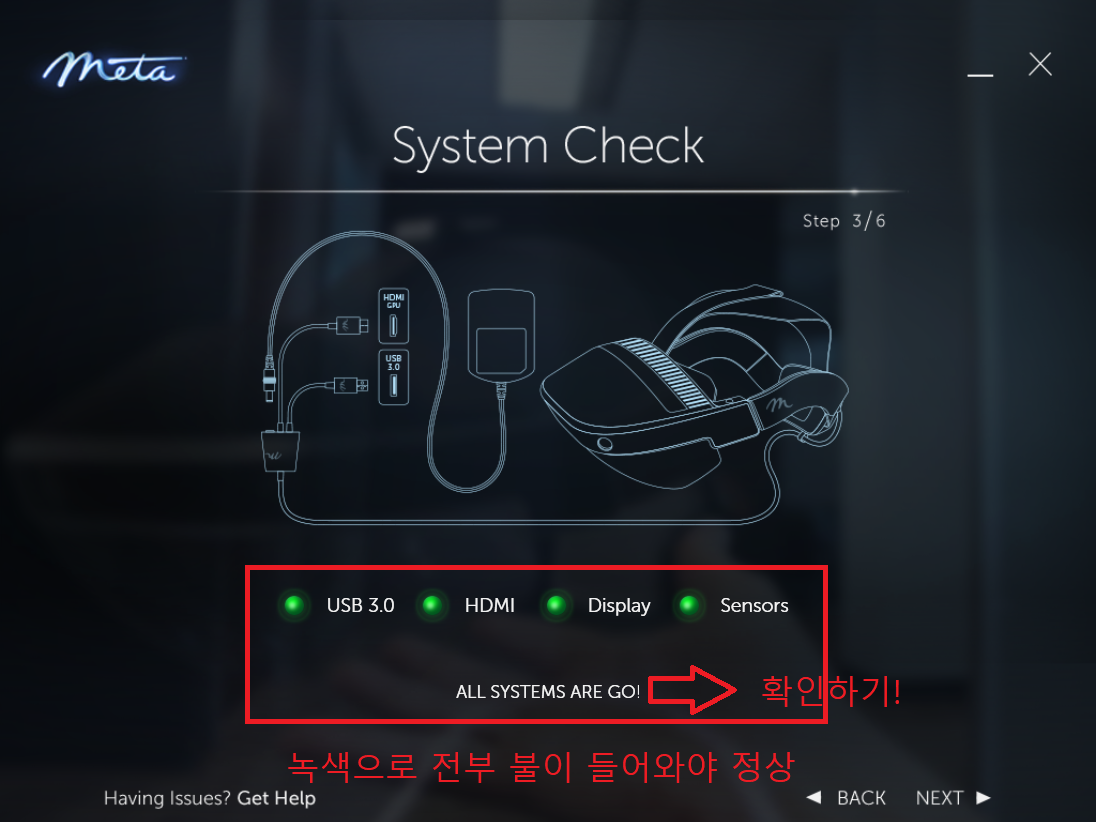 Meta
System Check
Step 3/6
HDMI
GPU
USB
3.0
USB 3.0 HDMI Display Sensors
ALL SYSTEMS ARE GO! 확인하기!
녹색으로 전부 불이 들어와야 정상
Having Issues? Get Help ◀ BACK NEXT ▶